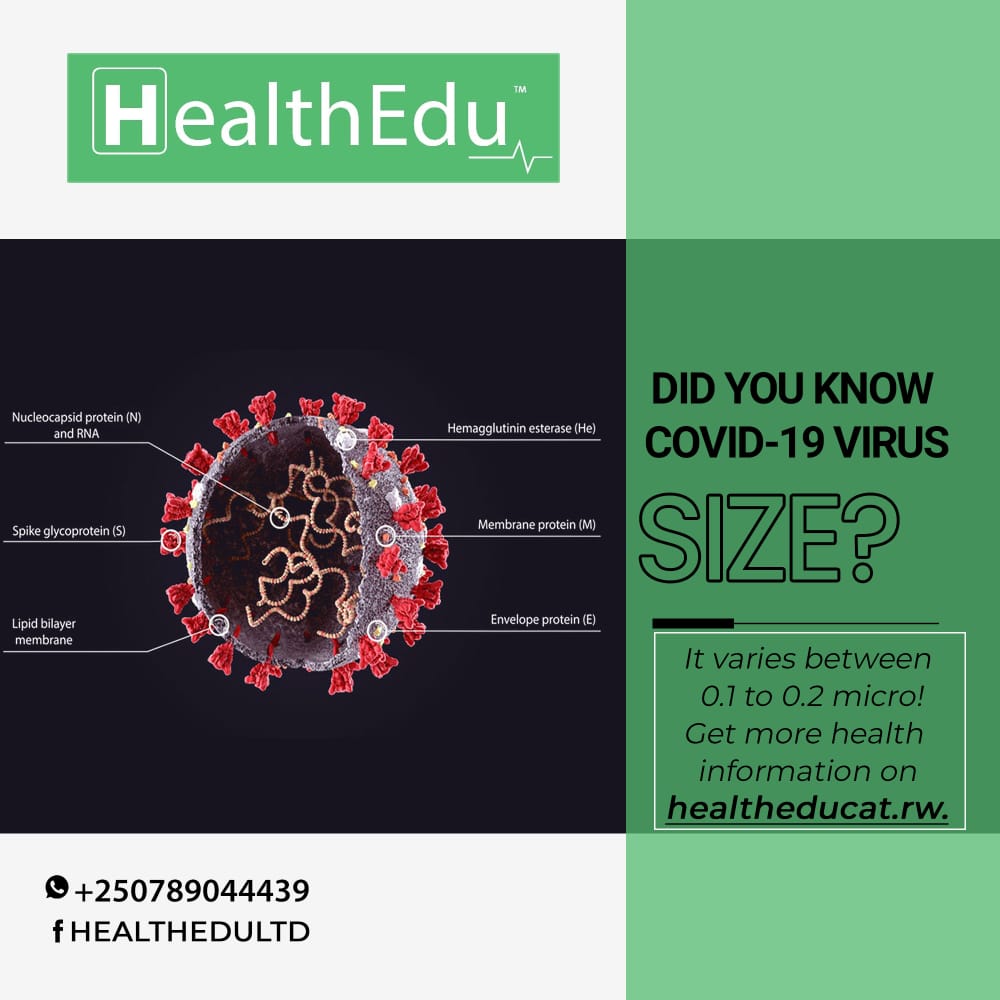 HealthEdu™
Nucleocapsid protein (N)
and RNA
Spike glycoprotein (S)
Lipid bilayer
membrane
Hemagglutinin esterase (He)
Membrane protein (M)
Envelope protein (E)
DID YOU KNOW
COVID-19 VIRUS
SIZE?
It varies between
0.1 to 0.2 micro!
Get more health
information on
healtheducat.rw.
+250789044439
HEALTHEDULTD